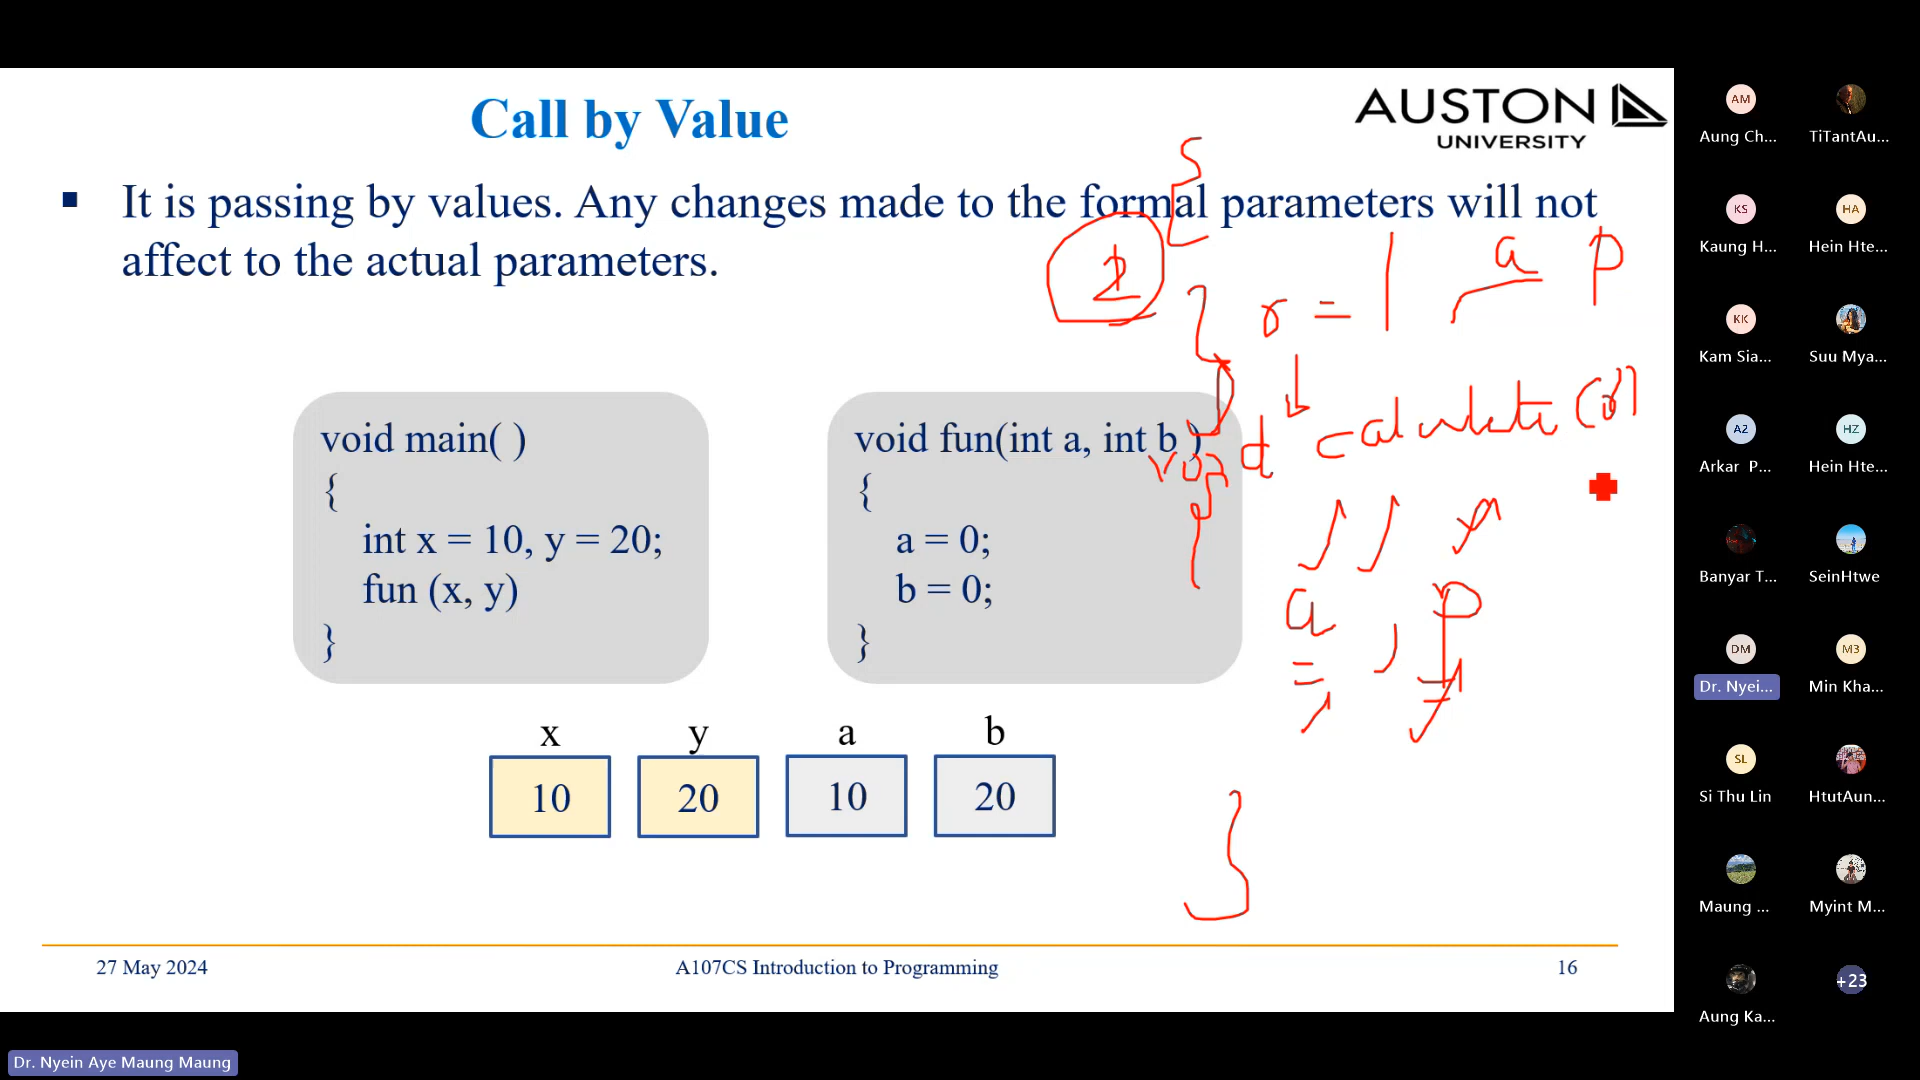 Call by Value
AUSTON
UNIVERSITY
▪ It is passing by values. Any changes made to the formal parameters will not
affect to the actual parameters.
r = a p
void calculate (r)
void main( )
{
int x = 10, y = 20;
fun (x, y)
}
void fun(int a, int b )
{
a = 0;
b = 0;
}
a , p
x y a b
10 20 10 20
27 May 2024 A107CS Introduction to Programming 16
AM
Aung Ch...
TiTantAu...
KS
Kaung H...
HA
Hein Hte...
KK
Kam Sia...
Suu Mya...
A2
Arkar P...
HZ
Hein Hte...
Banyar T...
SeinHtwe
DM
Dr. Nyei...
M3
Min Kha...
SL
Si Thu Lin
HtutAun...
Maung ...
Myint M...
Aung Ka...
+23
Dr. Nyein Aye Maung Maung